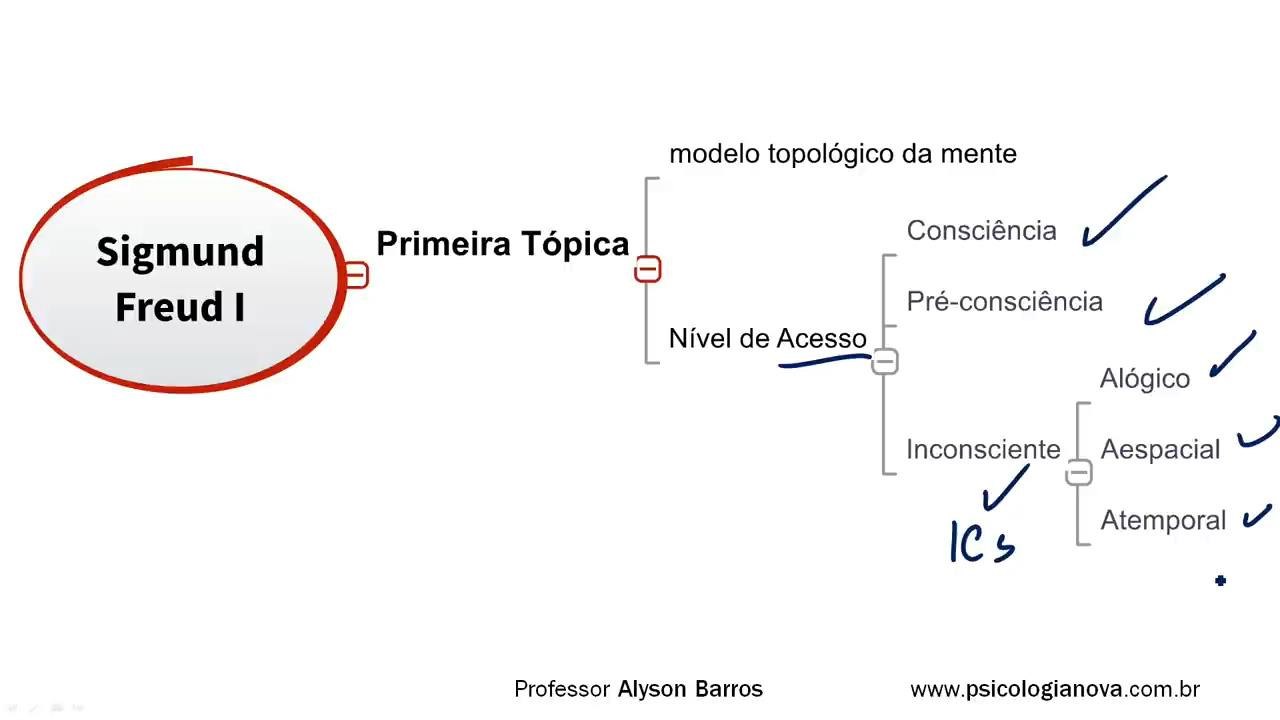 Sigmund
Freud I
Primeira Tópica
modelo topológico da mente
Nível de Acesso
Consciência
Pré-consciência
Inconsciente
ICs
Alógico
Aespacial
Atemporal
Professor Alyson Barros
www.psicologianova.com.br